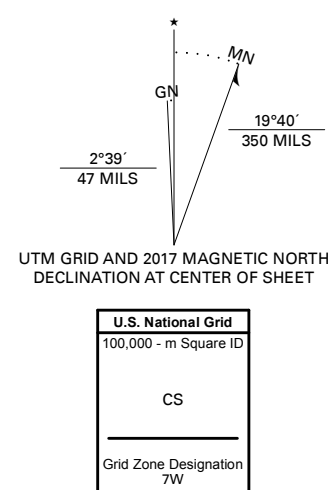 ★
MN
GN
19°40´
350 MILS
2°39´
47 MILS
UTM GRID AND 2017 MAGNETIC NORTH
DECLINATION AT CENTER OF SHEET
U.S. National Grid
100,000 - m Square ID
CS
Grid Zone Designation
7W